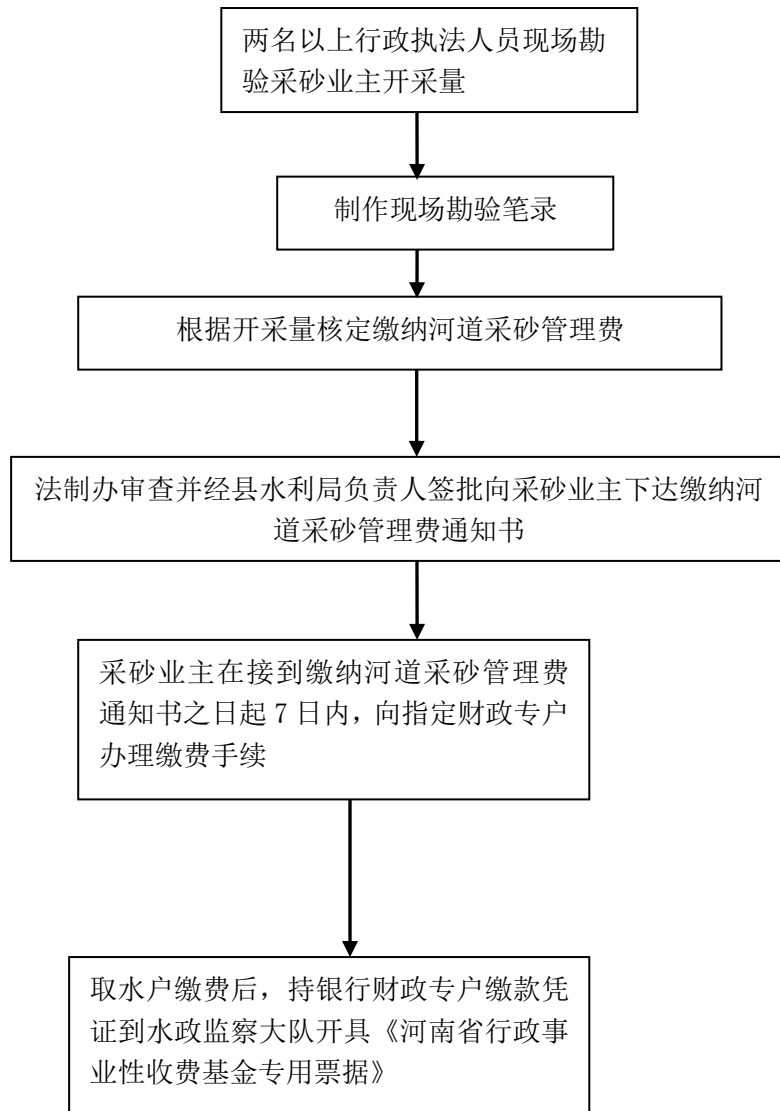 两名以上行政执法人员现场勘
验采砂业主开采量
制作现场勘验笔录
根据开采量核定缴纳河道采砂管理费
法制办审查并经县水利局负责人签批向采砂业主下达缴纳河
道采砂管理费通知书
采砂业主在接到缴纳河道采砂管理费
通知书之日起 7 日内，向指定财政专户
办理缴费手续
取水户缴费后，持银行财政专户缴款凭
证到水政监察大队开具《河南省行政事
业性收费基金专用票据》